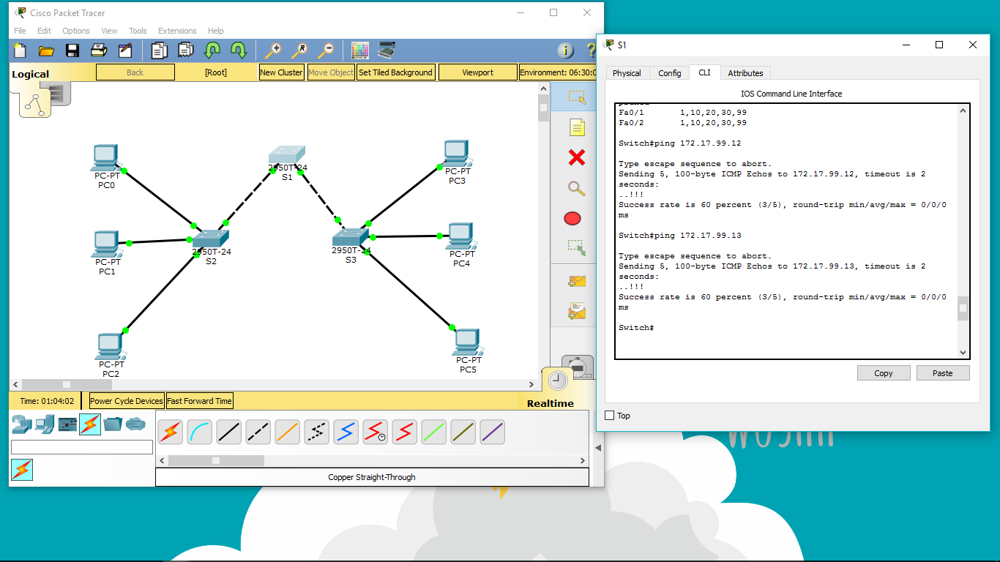 Cisco Packet Tracer
File Edit Options View Tools Extensions Help
Logical
Back
[Root]
New Cluster
Move Object
Set Tiled Background
Viewport
Environment: 06:30:0
PC-PT
PC0
PC-PT
PC1
PC-PT
PC2
2950T-24
S1
2950T-24
S2
2950T-24
S3
PC-PT
PC3
PC-PT
PC4
PC-PT
PC5
Time: 01:04:02
Power Cycle Devices
Fast Forward Time
Realtime
Copper Straight-Through
S1
Physical
Config
CLI
Attributes
IOS Command Line Interface
Fa0/1 1,10,20,30,99
Fa0/2 1,10,20,30,99
Switch#ping 172.17.99.12
Type escape sequence to abort.
Sending 5, 100-byte ICMP Echos to 172.17.99.12, timeout is 2
seconds:
..!!!
Success rate is 60 percent (3/5), round-trip min/avg/max = 0/0/0
ms
Switch#ping 172.17.99.13
Type escape sequence to abort.
Sending 5, 100-byte ICMP Echos to 172.17.99.13, timeout is 2
seconds:
..!!!
Success rate is 60 percent (3/5), round-trip min/avg/max = 0/0/0
ms
Switch#
Copy
Paste
Top